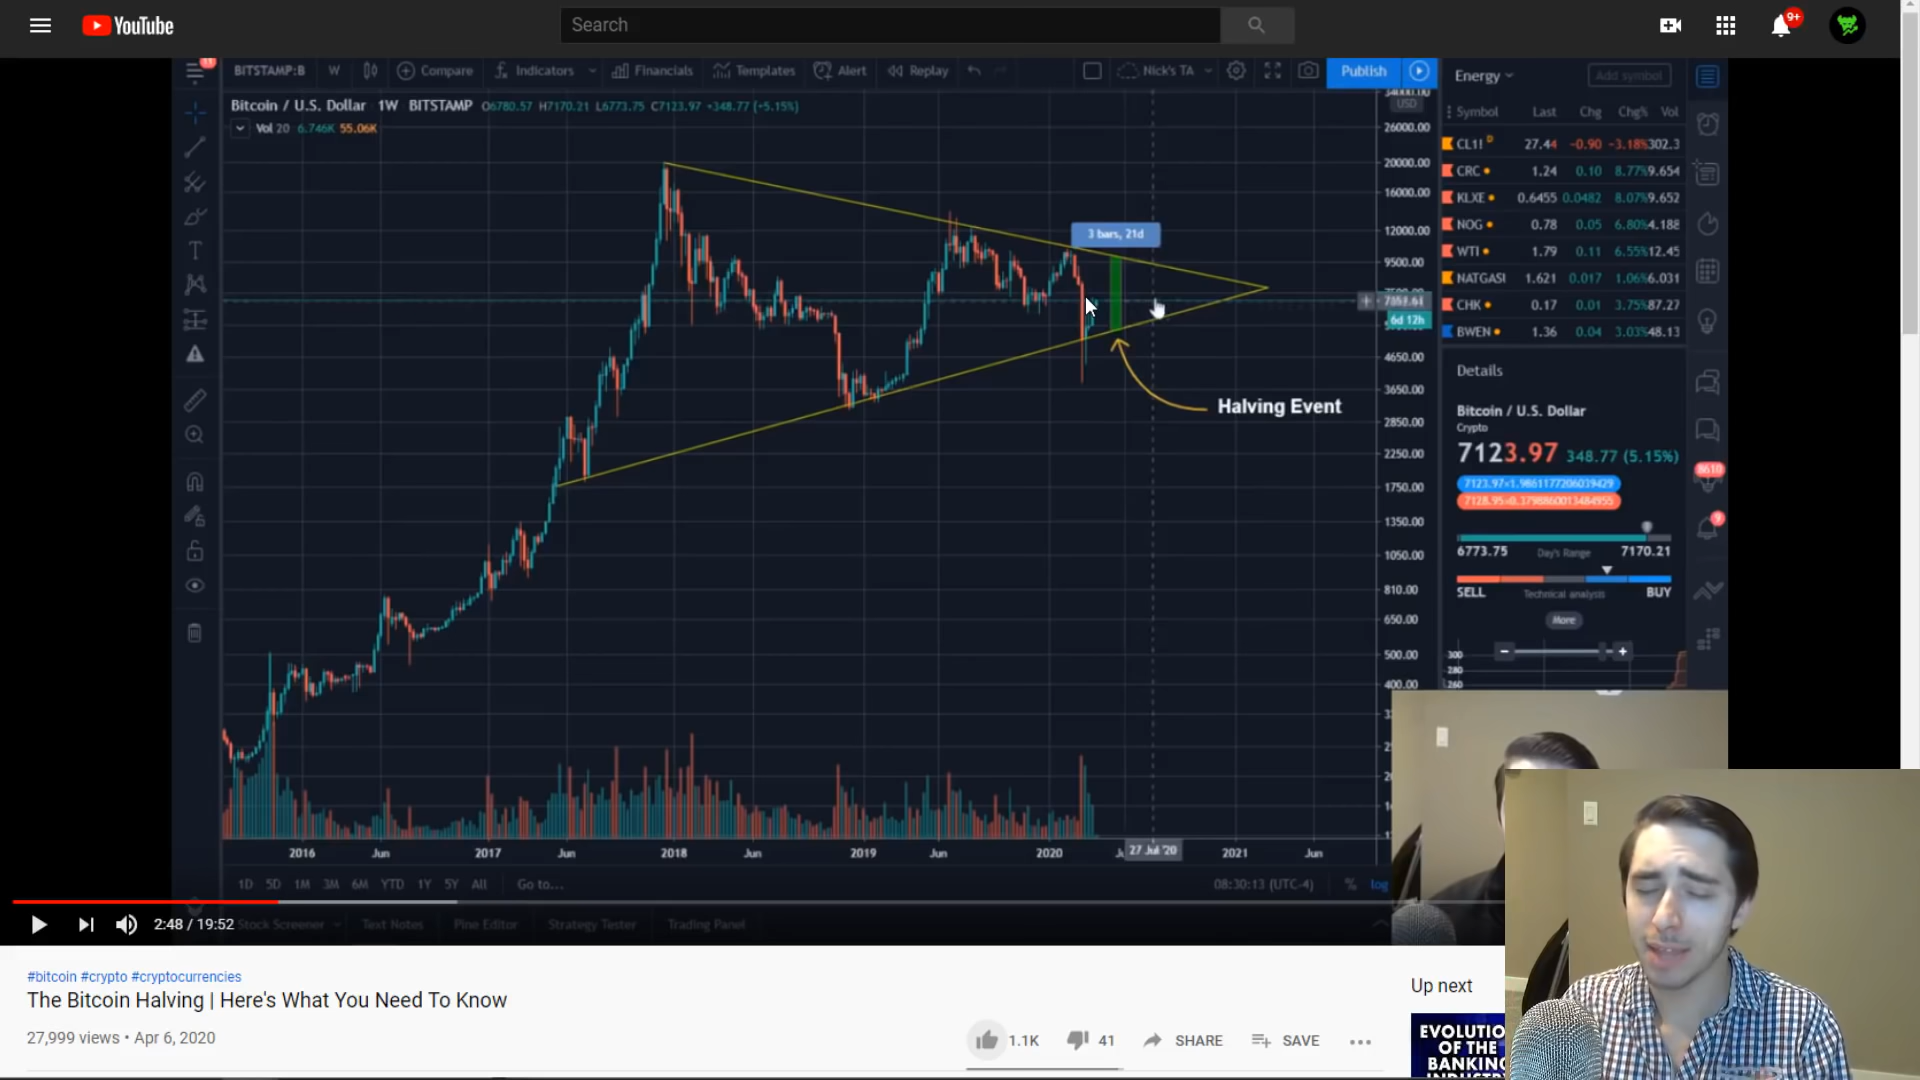 YouTube
Search
9+
BITSTAMP:B W Compare Indicators Financials Templates Alert Replay Nick's TA Publish
Energy
Add symbol
Bitcoin / U.S. Dollar 1W BITSTAMP O6780.57 H7170.21 L6773.75 C7123.97 +348.77 (+5.15%)
Vol 20 6.746K 55.06K
USD
26000.00
20000.00
16000.00
12000.00
9500.00
6d 12h
4650.00
3650.00
2850.00
2250.00
1750.00
1350.00
1050.00
810.00
650.00
500.00
400.00
3 bars, 21d
Halving Event
Symbol Last Chg Chg% Vol
CL1! D 27.44 -0.90 -3.18% 302.3
CRC 1.24 0.10 8.77% 9.654
KLXE 0.6455 0.0482 8.07% 9.652
NOG 0.78 0.05 6.80% 4.188
WTI 1.79 0.11 6.55% 12.45
NATGASI 1.621 0.017 1.06% 6.031
CHK 0.17 0.01 3.75% 87.27
BWEN 1.36 0.04 3.03% 48.13
Details
Bitcoin / U.S. Dollar
Crypto
7123.97 348.77 (5.15%)
6773.75 Day's Range 7170.21
SELL Technical analysis BUY
More
300
280
260
8610
9
2016 Jun 2017 Jun 2018 Jun 2019 Jun 2020 27 Jul '20 2021 Jun
1D 5D 1M 3M 6M YTD 1Y 5Y All Go to...
08:30:13 (UTC-4) % log
2:48 / 19:52
Stock Screener Text Notes Pine Editor Strategy Tester Trading Panel
#bitcoin #crypto #cryptocurrencies
The Bitcoin Halving | Here's What You Need To Know
27,999 views • Apr 6, 2020
1.1K 41 SHARE SAVE
Up next
EVOLUTIO
OF THE
BANKING